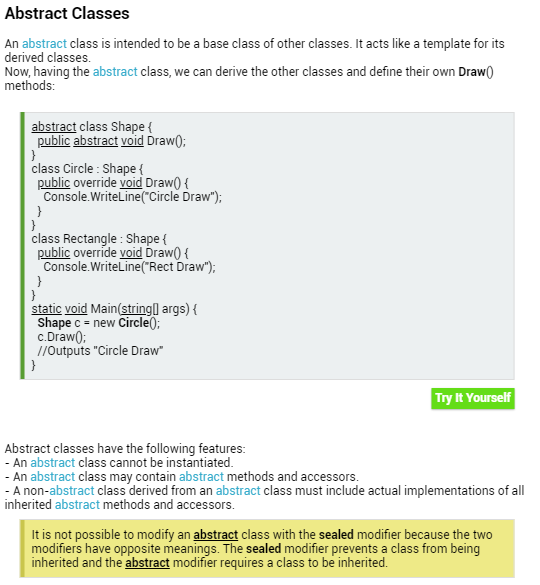 Abstract Classes
An abstract class is intended to be a base class of other classes. It acts like a template for its
derived classes.
Now, having the abstract class, we can derive the other classes and define their own Draw()
methods:
abstract class Shape {
public abstract void Draw();
}
class Circle : Shape {
public override void Draw() {
Console.WriteLine("Circle Draw");
}
}
class Rectangle : Shape {
public override void Draw() {
Console.WriteLine("Rect Draw");
}
}
static void Main(string[] args) {
Shape c = new Circle();
c.Draw();
//Outputs "Circle Draw"
}
Try It Yourself
Abstract classes have the following features:
- An abstract class cannot be instantiated.
- An abstract class may contain abstract methods and accessors.
- A non-abstract class derived from an abstract class must include actual implementations of all
inherited abstract methods and accessors.
It is not possible to modify an abstract class with the sealed modifier because the two
modifiers have opposite meanings. The sealed modifier prevents a class from being
inherited and the abstract modifier requires a class to be inherited.